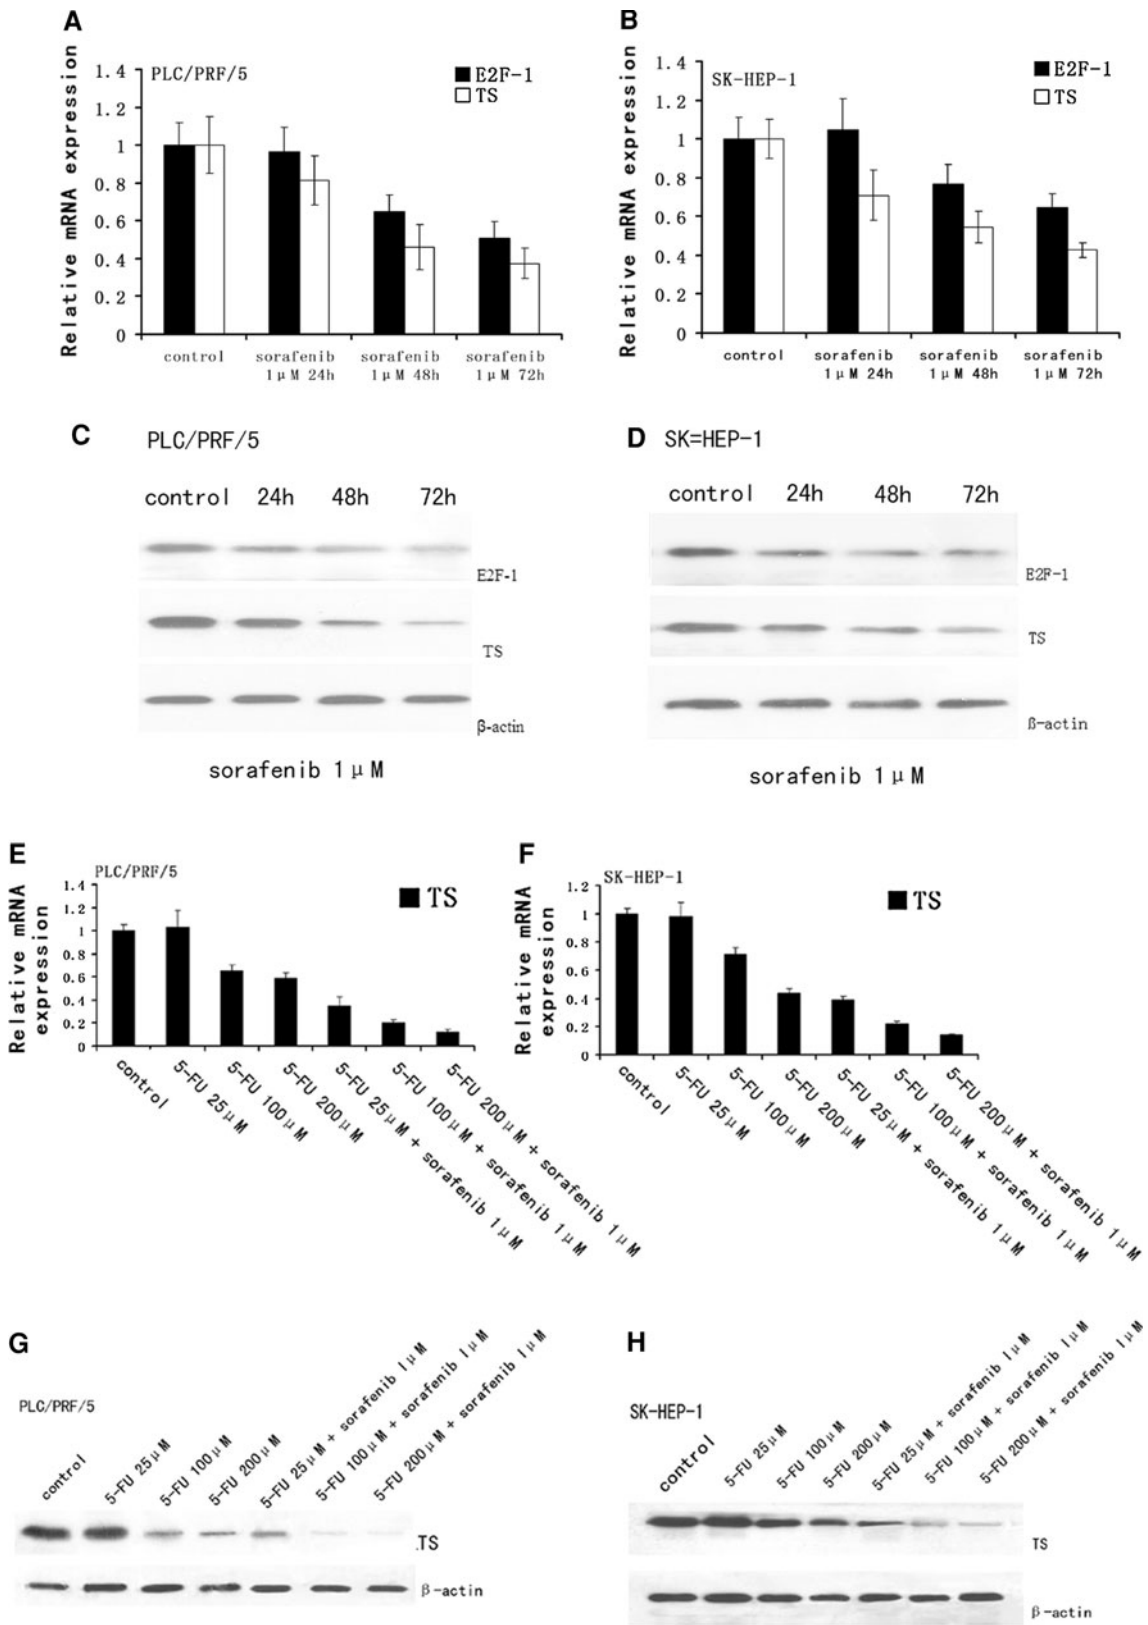 A
PLC/PRF/5
E2F-1
TS
Relative mRNA expression
1.4
1.2
1
0.8
0.6
0.4
0.2
0
control
sorafenib 1μM 24h
sorafenib 1μM 48h
sorafenib 1μM 72h
B
SK-HEP-1
E2F-1
TS
Relative mRNA expression
1.4
1.2
1
0.8
0.6
0.4
0.2
0
control
sorafenib 1μM 24h
sorafenib 1μM 48h
sorafenib 1μM 72h
C PLC/PRF/5
control 24h 48h 72h
E2F-1
TS
β-actin
sorafenib 1μM
D SK=HEP-1
control 24h 48h 72h
E2F-1
TS
ß-actin
sorafenib 1μM
E
PLC/PRF/5
TS
Relative mRNA
expression
1.4
1.2
1
0.8
0.6
0.4
0.2
0
control
5-FU 25μM
5-FU 100μM
5-FU 200μM
5-FU 25μM + sorafenib 1μM
5-FU 100μM + sorafenib 1μM
5-FU 200μM + sorafenib 1μM
F
SK-HEP-1
TS
Relative mRNA
expression
1.2
1
0.8
0.6
0.4
0.2
0
control
5-FU 25μM
5-FU 100μM
5-FU 200μM
5-FU 25μM + sorafenib 1μM
5-FU 100μM + sorafenib 1μM
5-FU 200μM + sorafenib 1μM
G
PLC/PRF/5
control
5-FU 25μM
5-FU 100μM
5-FU 200μM
5-FU 25μM + sorafenib 1μM
5-FU 100μM + sorafenib 1μM
5-FU 200μM + sorafenib 1μM
.TS
β-actin
H
SK-HEP-1
control
5-FU 25μM
5-FU 100μM
5-FU 200μM
5-FU 25μM + sorafenib 1μM
5-FU 100μM + sorafenib 1μM
5-FU 200μM + sorafenib 1μM
TS
β-actin